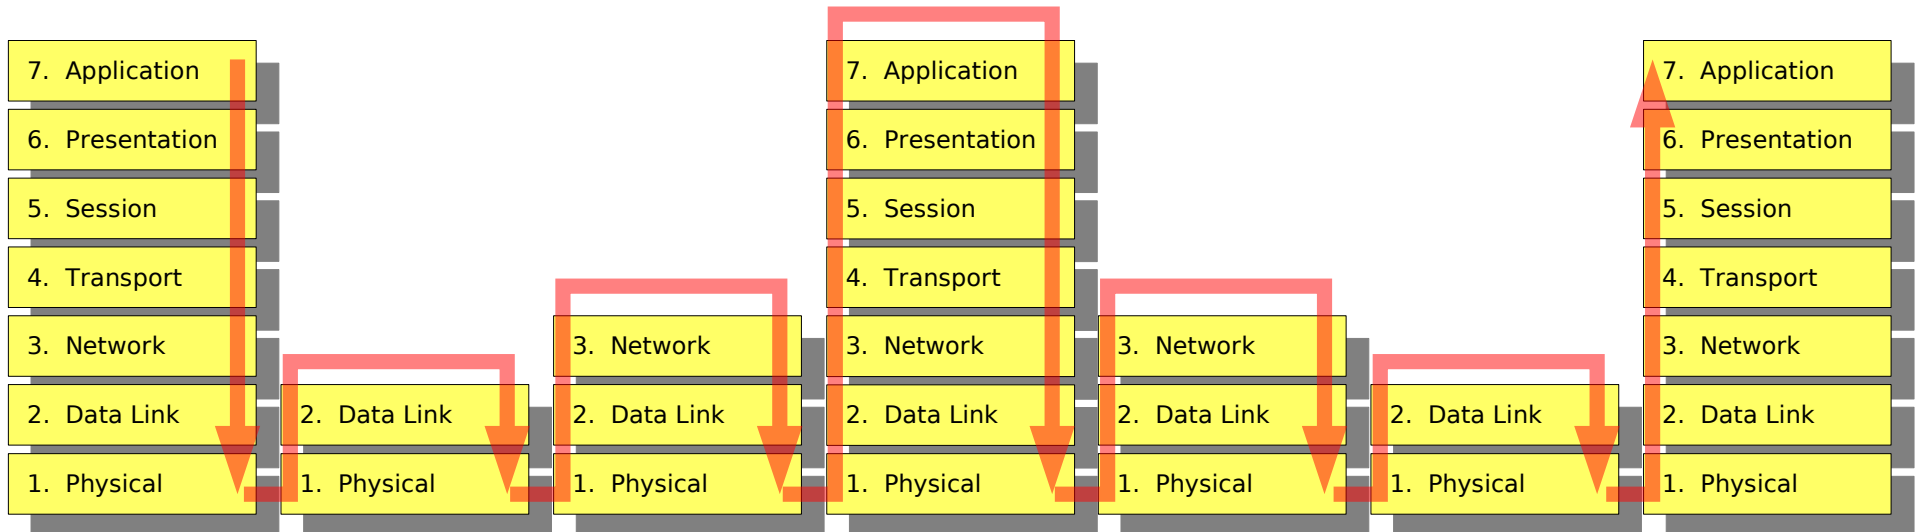 7. Application
6. Presentation
5. Session
4. Transport
3. Network
2. Data Link
1. Physical
2. Data Link
1. Physical
3. Network
2. Data Link
1. Physical
7. Application
6. Presentation
5. Session
4. Transport
3. Network
2. Data Link
1. Physical
3. Network
2. Data Link
1. Physical
2. Data Link
1. Physical
7. Application
6. Presentation
5. Session
4. Transport
3. Network
2. Data Link
1. Physical